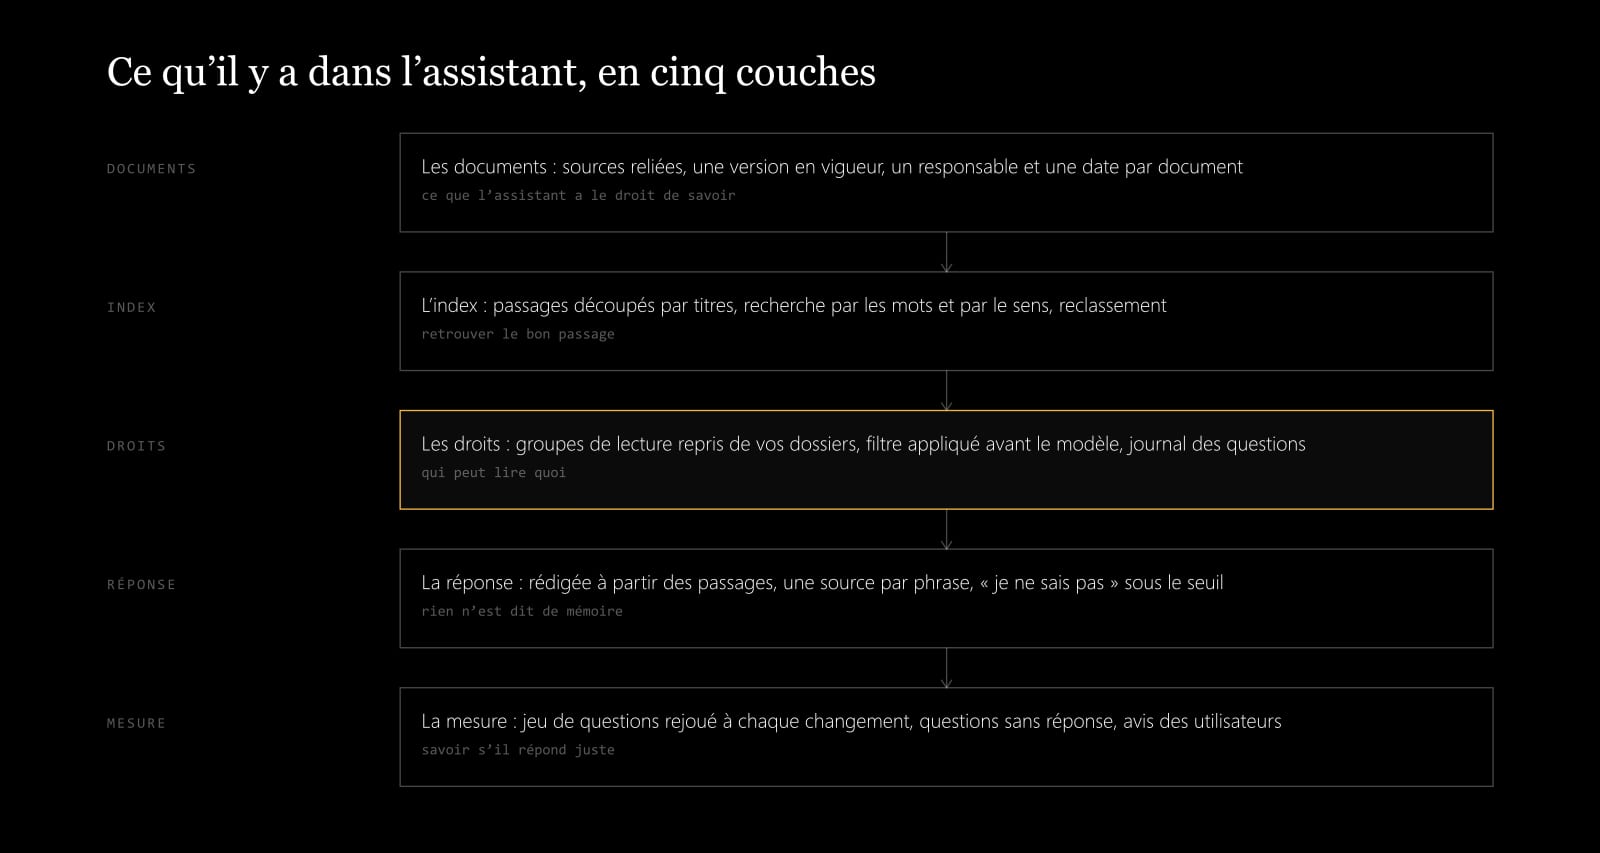 Ce qu’il y a dans l’assistant, en cinq couches
DOCUMENTS
Les documents : sources reliées, une version en vigueur, un responsable et une date par document
ce que l’assistant a le droit de savoir
INDEX
L’index : passages découpés par titres, recherche par les mots et par le sens, reclassement
retrouver le bon passage
DROITS
Les droits : groupes de lecture repris de vos dossiers, filtre appliqué avant le modèle, journal des questions
qui peut lire quoi
RÉPONSE
La réponse : rédigée à partir des passages, une source par phrase, « je ne sais pas » sous le seuil
rien n’est dit de mémoire
MESURE
La mesure : jeu de questions rejoué à chaque changement, questions sans réponse, avis des utilisateurs
savoir s’il répond juste